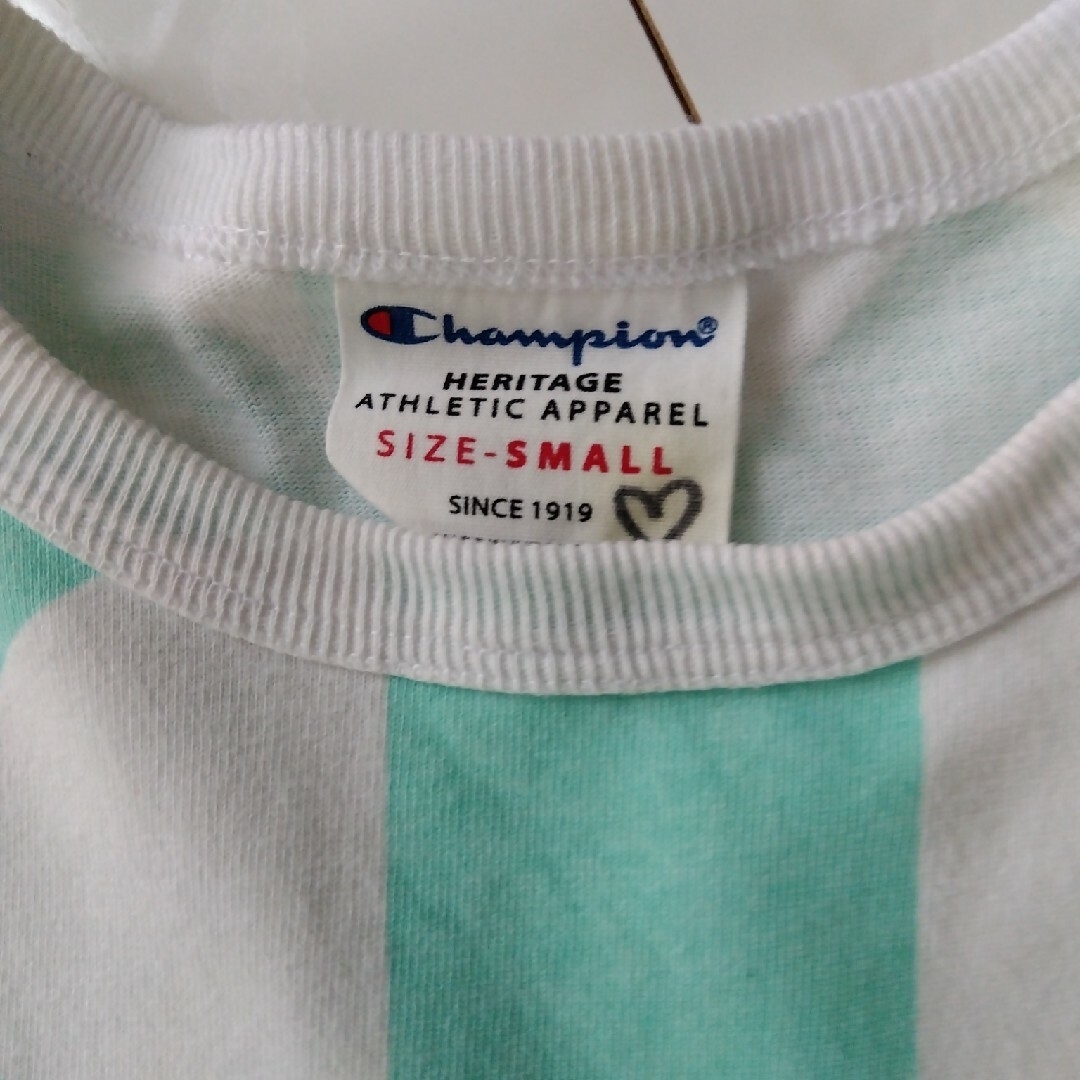 Champion®
HERITAGE
ATHLETIC APPAREL
SIZE-SMALL
SINCE 1919